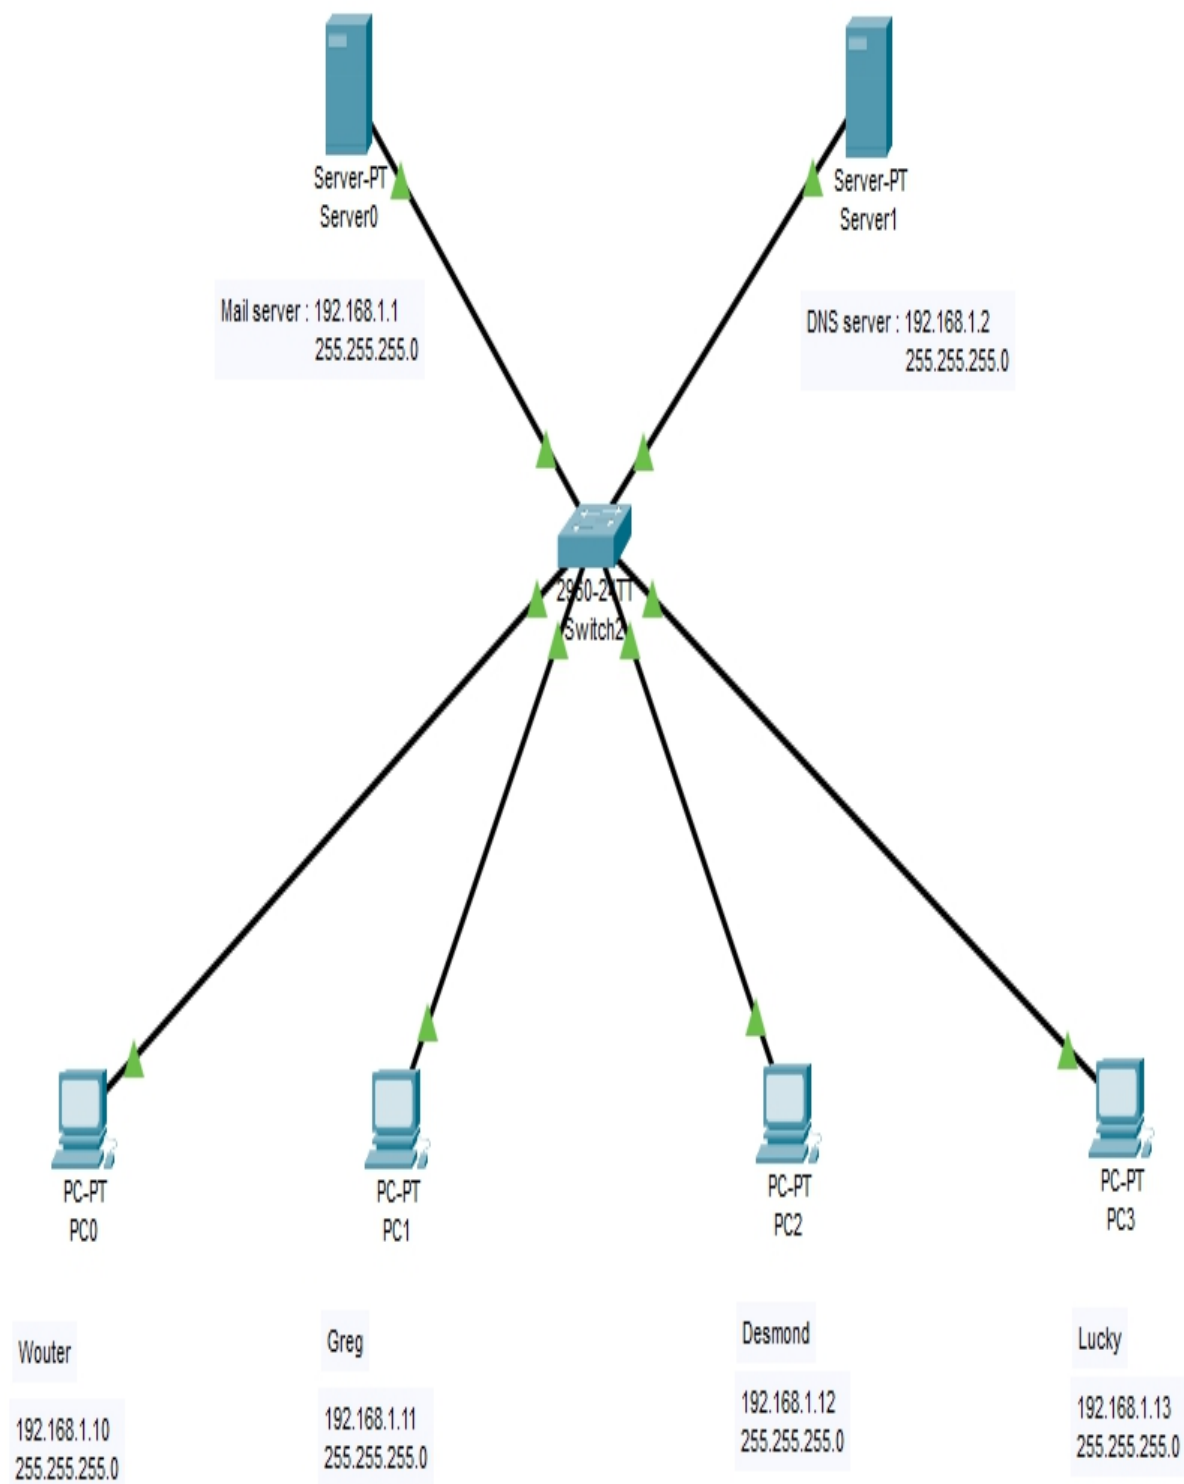 Server-PT
Server0
Server-PT
Server1
Mail server : 192.168.1.1
255.255.255.0
DNS server : 192.168.1.2
255.255.255.0
2960-24TT
Switch2
PC-PT
PC0
PC-PT
PC1
PC-PT
PC2
PC-PT
PC3
Wouter
192.168.1.10
255.255.255.0
Greg
192.168.1.11
255.255.255.0
Desmond
192.168.1.12
255.255.255.0
Lucky
192.168.1.13
255.255.255.0